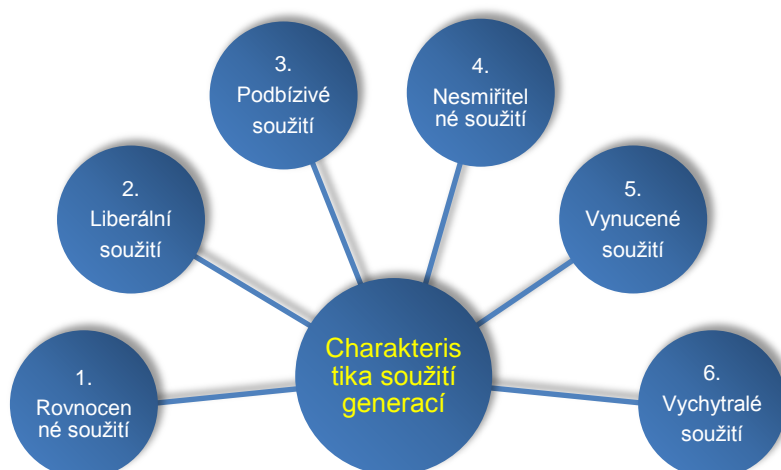 3.
Podbízivé
soužití
4.
Nesmiřitel
né soužití
2.
Liberální
soužití
5.
Vynucené
soužití
Charakteris
tika soužití
generací
1.
Rovnocen
né soužití
6.
Vychytralé
soužití